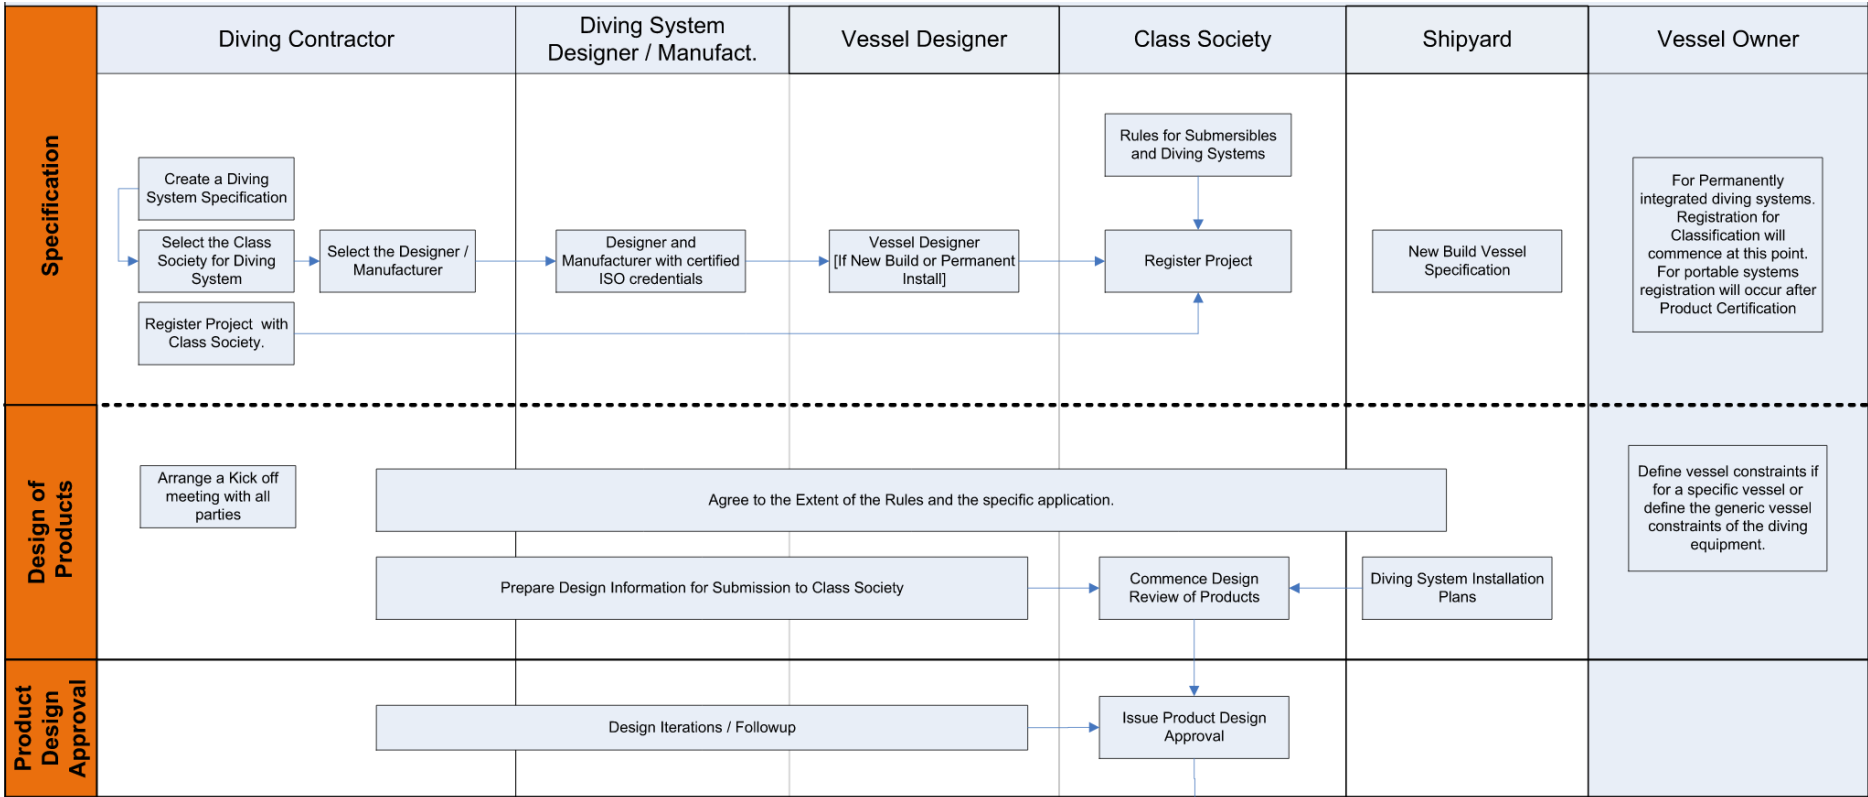 Diving Contractor
Diving System
Designer / Manufact.
Vessel Designer
Class Society
Shipyard
Vessel Owner
Specification
Create a Diving
System Specification
Select the Class
Society for Diving
System
Select the Designer /
Manufacturer
Register Project  with
Class Society.
Designer and
Manufacturer with certified
ISO credentials
Vessel Designer
[If New Build or Permanent
Install]
Rules for Submersibles
and Diving Systems
Register Project
New Build Vessel
Specification
For Permanently
integrated diving systems.
Registration for
Classification will
commence at this point.
For portable systems
registration will occur after
Product Certification
Design of
Products
Arrange a Kick off
meeting with all
parties
Agree to the Extent of the Rules and the specific application.
Define vessel constraints if
for a specific vessel or
define the generic vessel
constraints of the diving
equipment.
Prepare Design Information for Submission to Class Society
Commence Design
Review of Products
Diving System Installation
Plans
Product
Design
Approval
Design Iterations / Followup
Issue Product Design
Approval